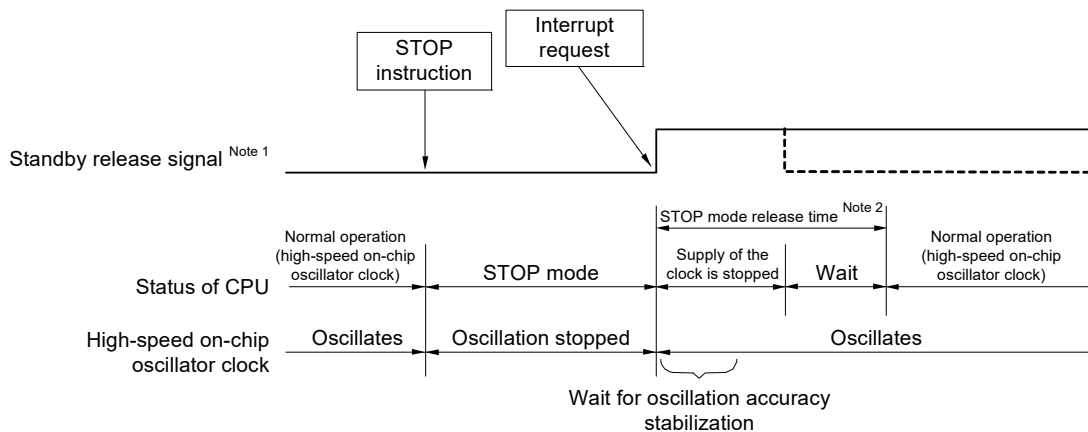 STOP
instruction
Interrupt
request
Standby release signal Note 1
STOP mode release time Note 2
Normal operation
(high-speed on-chip
oscillator clock)
Supply of the
clock is stopped
Normal operation
(high-speed on-chip
oscillator clock)
Status of CPU
STOP mode
Wait
High-speed on-chip
oscillator clock
Oscillates
Oscillation stopped
Oscillates
Wait for oscillation accuracy
stabilization